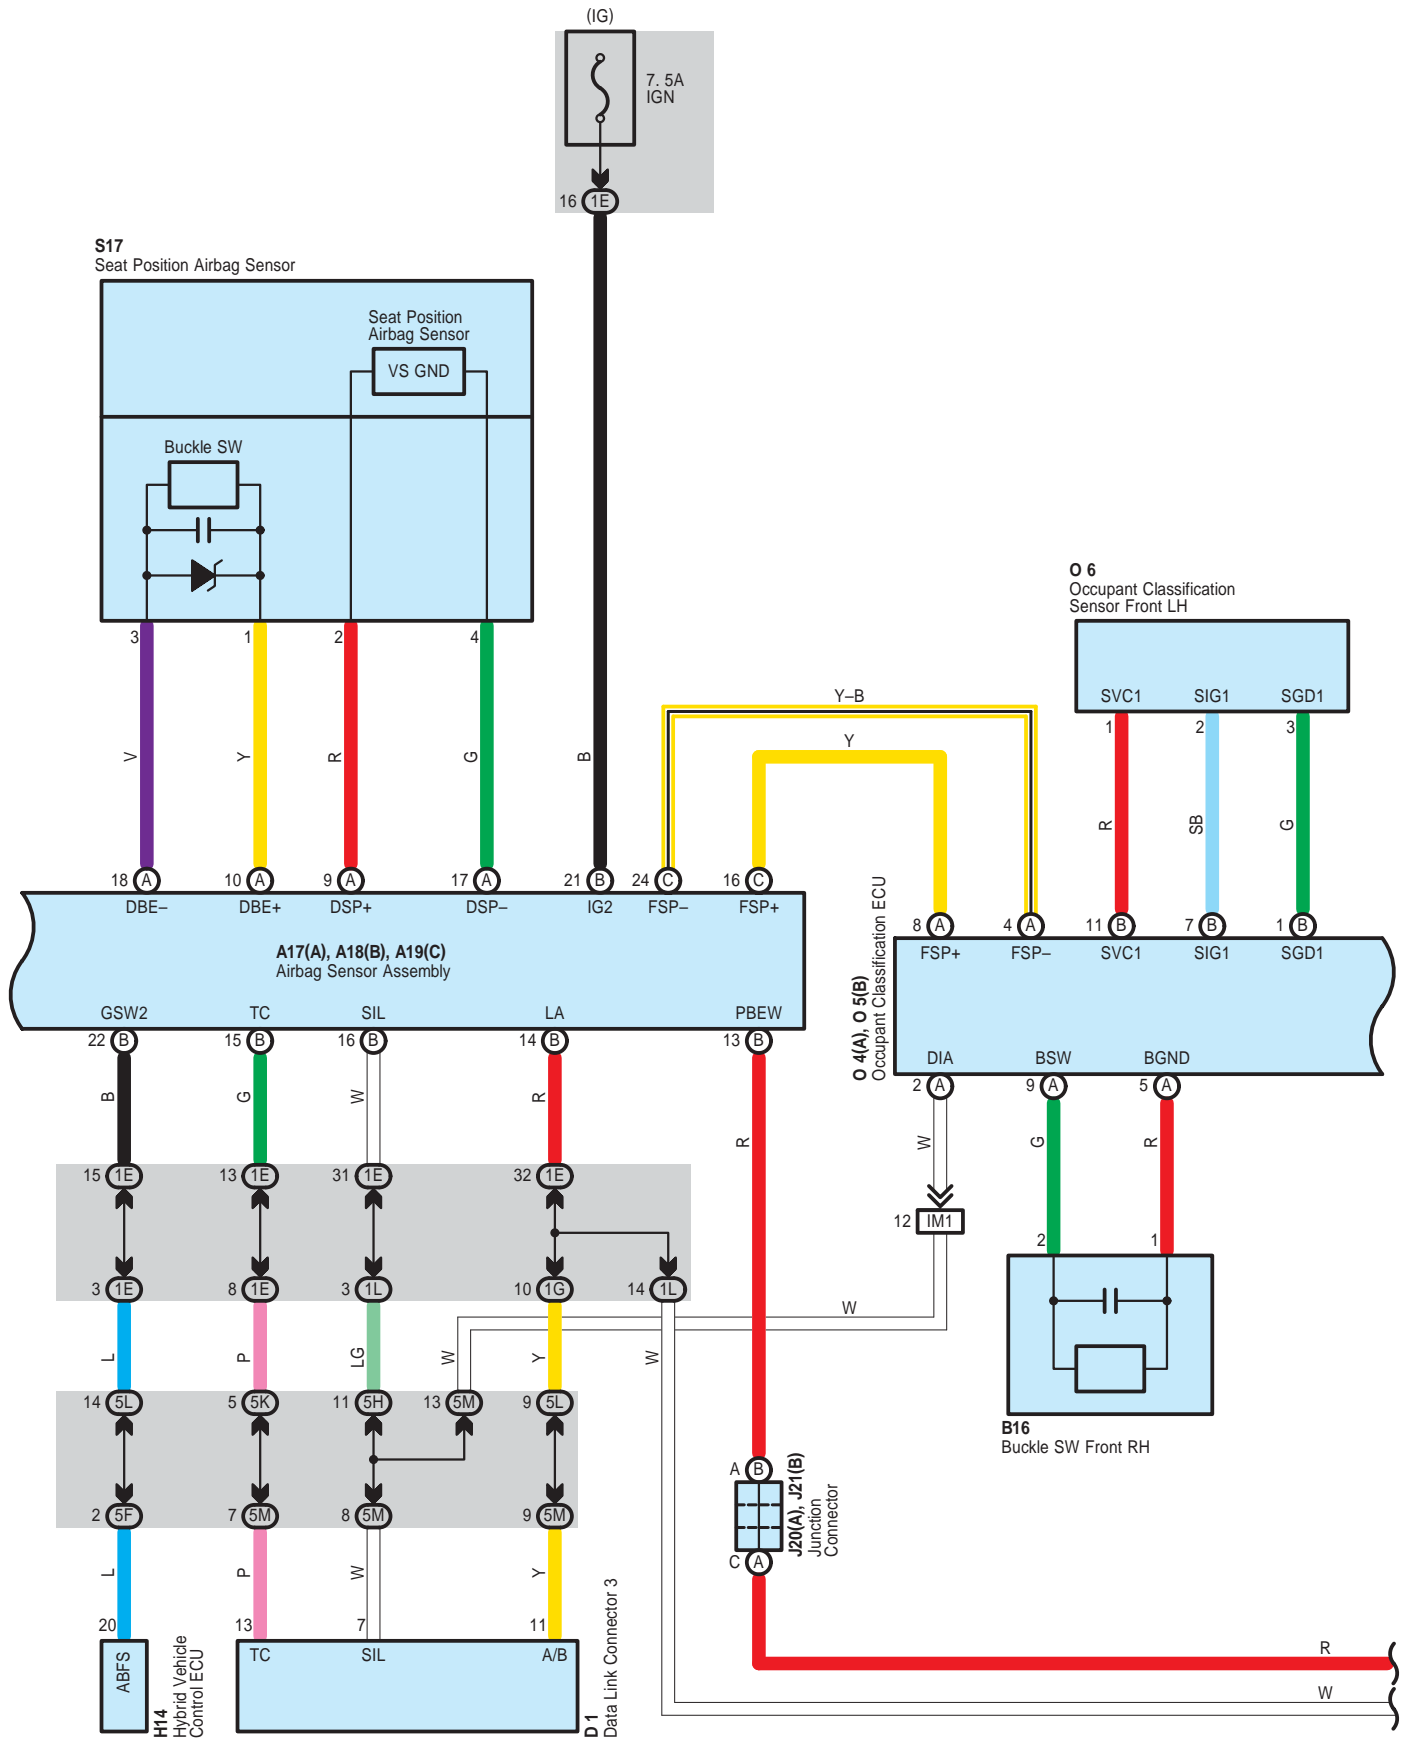 (IG)
7. 5A
IGN
16 1E
S17
Seat Position Airbag Sensor
Seat Position
Airbag Sensor
VS GND
Buckle SW
3 1 2 4
V Y R G B
Y–B
Y
O 6
Occupant Classification
Sensor Front LH
SVC1 SIG1 SGD1
1 2 3
R SB G
18 A 10 A 9 A 17 A 21 B 24 C 16 C
DBE– DBE+ DSP+ DSP– IG2 FSP– FSP+
A17(A), A18(B), A19(C)
Airbag Sensor Assembly
GSW2 TC SIL LA PBEW
22 B 15 B 16 B 14 B 13 B
8 A 4 A 11 B 7 B 1 B
FSP+ FSP– SVC1 SIG1 SGD1
O 4(A), O 5(B)
Occupant Classification ECU
DIA BSW BGND
2 A 9 A 5 A
B G W R R
W G R
15 1E 13 1E 31 1E 32 1E
12 IM1
2 1
3 1E 8 1E 3 1L 10 1G 14 1L
W
L P LG W Y W
B16
Buckle SW Front RH
14 5L 5 5K 11 5H 13 5M 9 5L
A B
J20(A), J21(B)
Junction
Connector
C A
2 5F 7 5M 8 5M 9 5M
L P W Y
20 13 7 11
ABFS
H14
Hybrid Vehicle
Control ECU
TC SIL A/B
D 1
Data Link Connector 3
R
W